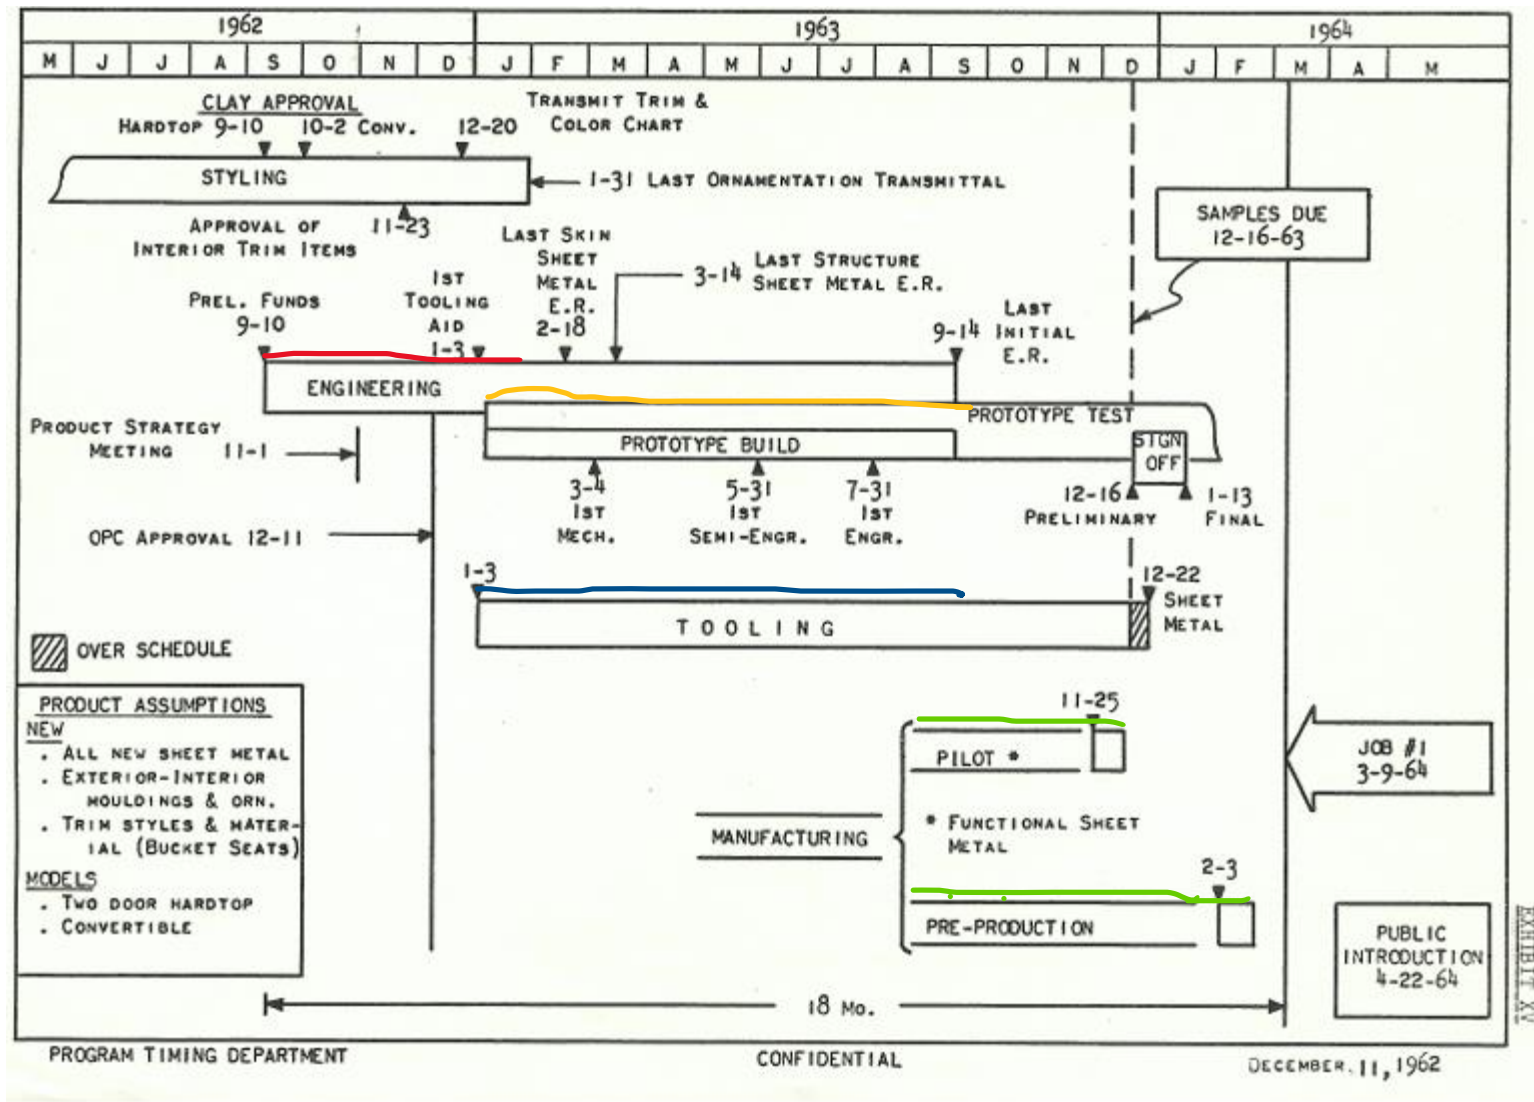 1962 1963 1964
M J J A S O N D J F M A M J J A S O N D J F M A M
CLAY APPROVAL
HARDTOP 9-10 10-2 CONV.
12-20
TRANSMIT TRIM &
COLOR CHART
STYLING
1-31 LAST ORNAMENTATION TRANSMITTAL
APPROVAL OF
INTERIOR TRIM ITEMS
11-23
SAMPLES DUE
12-16-63
PREL. FUNDS
9-10
1ST
TOOLING
AID
1-3
LAST SKIN
SHEET
METAL
E.R.
2-18
3-14 LAST STRUCTURE
SHEET METAL E.R.
9-14 LAST
INITIAL
E.R.
ENGINEERING
PROTOTYPE TEST
PRODUCT STRATEGY
MEETING 11-1
PROTOTYPE BUILD
SIGN
OFF
3-4
1ST
MECH.
5-31
1ST
SEMI-ENGR.
7-31
1ST
ENGR.
12-16
PRELIMINARY
1-13
FINAL
OPC APPROVAL 12-11
1-3
12-22
SHEET
METAL
TOOLING
OVER SCHEDULE
PRODUCT ASSUMPTIONS
NEW
. ALL NEW SHEET METAL
. EXTERIOR-INTERIOR
MOULDINGS & ORN.
. TRIM STYLES & MATER-
IAL (BUCKET SEATS)
MODELS
. TWO DOOR HARDTOP
. CONVERTIBLE
11-25
PILOT *
MANUFACTURING
* FUNCTIONAL SHEET
METAL
2-3
PRE-PRODUCTION
JOB #1
3-9-64
PUBLIC
INTRODUCTION
4-22-64
18 MO.
EXHIBIT XV
PROGRAM TIMING DEPARTMENT
CONFIDENTIAL
DECEMBER.11,1962